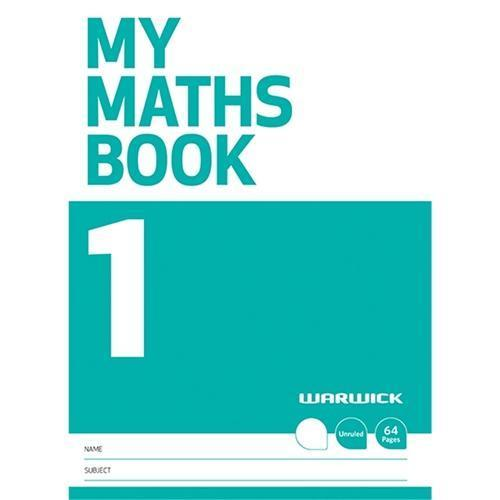 MY
MATHS
BOOK
1
WARWICK
Unruled
64
Pages
NAME
SUBJECT